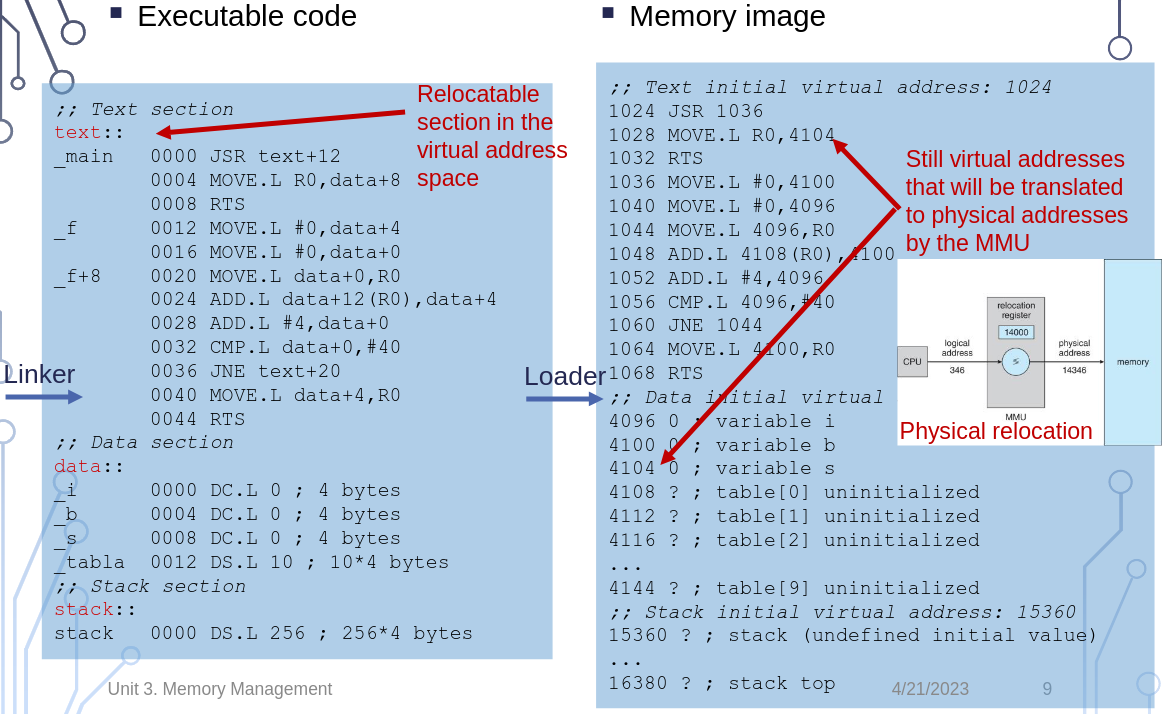 Executable code
;; Text section
text::
_main 0000 JSR text+12
0004 MOVE.L R0,data+8
0008 RTS
_f 0012 MOVE.L #0,data+4
0016 MOVE.L #0,data+0
_f+8 0020 MOVE.L data+0,R0
0024 ADD.L data+12(R0),data+4
0028 ADD.L #4,data+0
0032 CMP.L data+0,#40
0036 JNE text+20
0040 MOVE.L data+4,R0
0044 RTS
;; Data section
data::
_i 0000 DC.L 0 ; 4 bytes
_b 0004 DC.L 0 ; 4 bytes
_s 0008 DC.L 0 ; 4 bytes
_tabla 0012 DS.L 10 ; 10*4 bytes
;; Stack section
stack::
stack 0000 DS.L 256 ; 256*4 bytes
Relocatable
section in the
virtual address
space
Linker
Loader
Memory image
;; Text initial virtual address: 1024
1024 JSR 1036
1028 MOVE.L R0,4104
1032 RTS
1036 MOVE.L #0,4100
1040 MOVE.L #0,4096
1044 MOVE.L 4096,R0
1048 ADD.L 4108(R0),4100
1052 ADD.L #4,4096
1056 CMP.L 4096,#40
1060 JNE 1044
1064 MOVE.L 4100,R0
1068 RTS
;; Data initial virtual
4096 0 ; variable i
4100 0 ; variable b
4104 0 ; variable s
4108 ? ; table[0] uninitialized
4112 ? ; table[1] uninitialized
4116 ? ; table[2] uninitialized
...
4144 ? ; table[9] uninitialized
;; Stack initial virtual address: 15360
15360 ? ; stack (undefined initial value)
...
16380 ? ; stack top
Still virtual addresses
that will be translated
to physical addresses
by the MMU
relocation
register
14000
CPU
logical
address
346
≤
physical
address
14346
memory
MMU
Physical relocation
Unit 3. Memory Management
4/21/2023
9